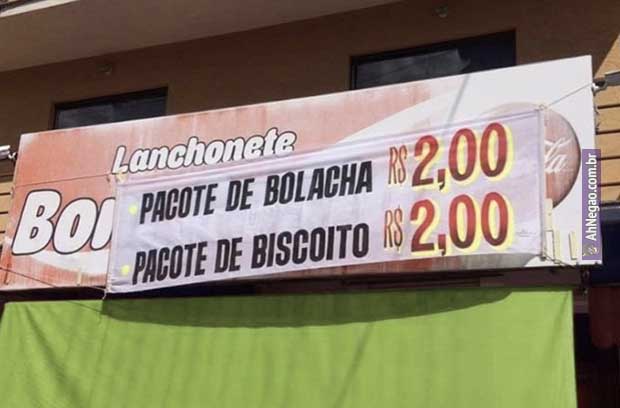 Lanchonete
Bo
• PACOTE DE BOLACHA R$ 2,00
• PACOTE DE BISCOITO R$ 2,00
AhNegao.com.br